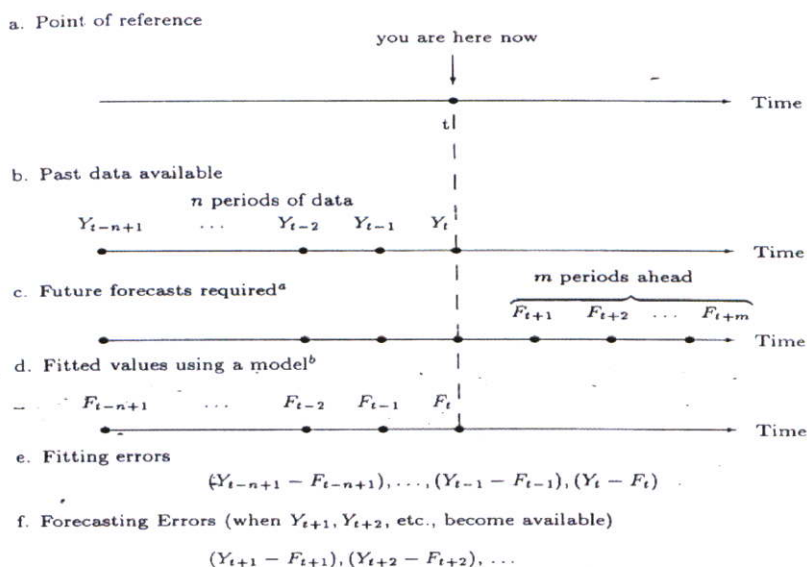 a. Point of reference
you are here now
Time
t
b. Past data available
n periods of data
Y_{t-n+1} ... Y_{t-2} Y_{t-1} Y_t
Time
m periods ahead
c. Future forecasts required^a
F_{t+1} F_{t+2} ... F_{t+m}
Time
d. Fitted values using a model^b
F_{t-n+1} ... F_{t-2} F_{t-1} F_t
Time
e. Fitting errors
(Y_{t-n+1} − F_{t-n+1}), ..., (Y_{t-1} − F_{t-1}), (Y_t − F_t)
f. Forecasting Errors (when Y_{t+1}, Y_{t+2}, etc., become available)
(Y_{t+1} − F_{t+1}), (Y_{t+2} − F_{t+2}), ...